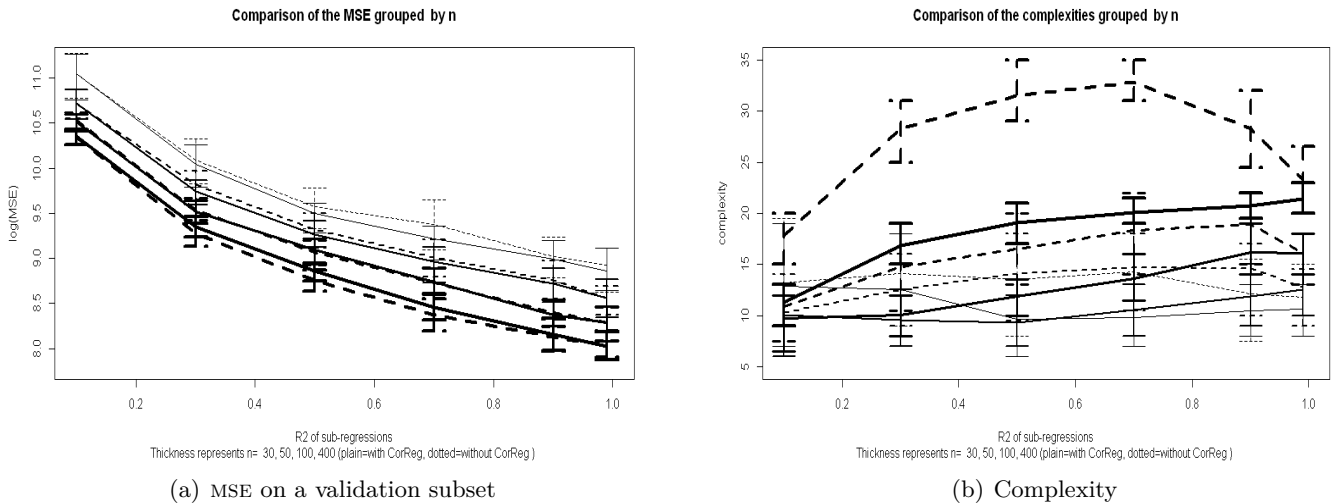 Comparison of the MSE grouped by n
log(MSE)
11.0
10.5
10.0
9.5
9.0
8.5
8.0
0.2 0.4 0.6 0.8 1.0
R2 of sub-regressions
Thickness represents n= 30, 50, 100, 400 (plain=with CorReg, dotted=without CorReg )
(a) MSE on a validation subset
Comparison of the complexities grouped by n
complexity
35
30
25
20
15
10
5
0.2 0.4 0.6 0.8 1.0
R2 of sub-regressions
Thickness represents n= 30, 50, 100, 400 (plain=with CorReg, dotted=without CorReg )
(b) Complexity